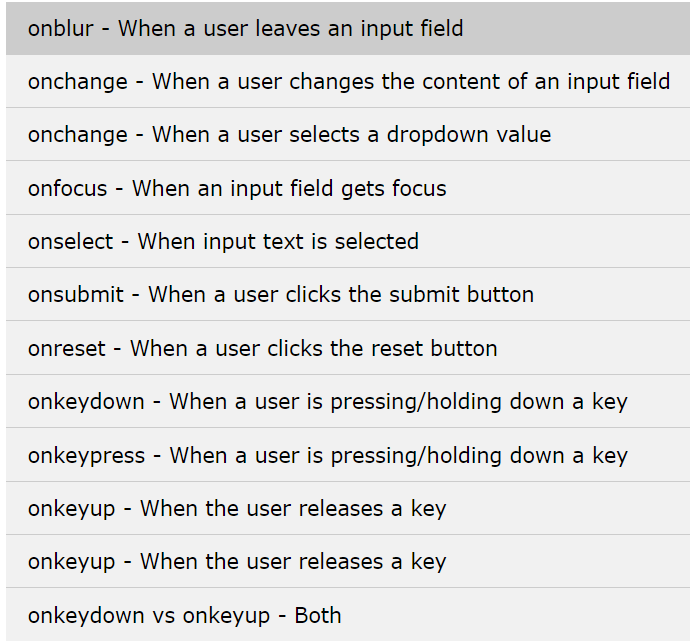 onblur - When a user leaves an input field
onchange - When a user changes the content of an input field
onchange - When a user selects a dropdown value
onfocus - When an input field gets focus
onselect - When input text is selected
onsubmit - When a user clicks the submit button
onreset - When a user clicks the reset button
onkeydown - When a user is pressing/holding down a key
onkeypress - When a user is pressing/holding down a key
onkeyup - When the user releases a key
onkeyup - When the user releases a key
onkeydown vs onkeyup - Both